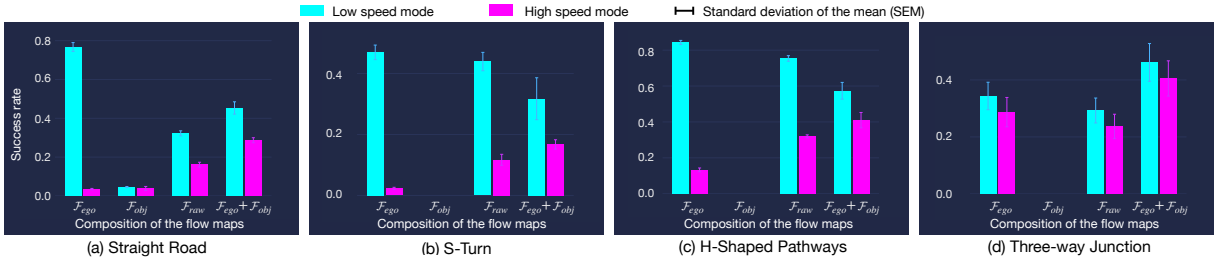 Low speed mode High speed mode Standard deviation of the mean (SEM)
Success rate
0.8
0.6
0.4
0.2
0.0
ℱego ℱobj ℱraw ℱego + ℱobj
Composition of the flow maps
(a) Straight Road
0.4
0.2
0.0
ℱego ℱobj ℱraw ℱego + ℱobj
Composition of the flow maps
(b) S-Turn
0.8
0.6
0.4
0.2
0.0
ℱego ℱobj ℱraw ℱego + ℱobj
Composition of the flow maps
(c) H-Shaped Pathways
0.4
0.2
0.0
ℱego ℱobj ℱraw ℱego + ℱobj
Composition of the flow maps
(d) Three-way Junction